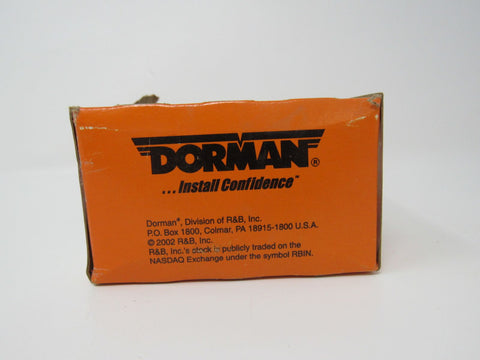 DORMAN®
...Install Confidence™
Dorman®, Division of R&B, Inc.
P.O. Box 1800, Colmar, PA 18915-1800 U.S.A.
© 2002 R&B, Inc.
R&B, Inc.'s stock is publicly traded on the
NASDAQ Exchange under the symbol RBIN.